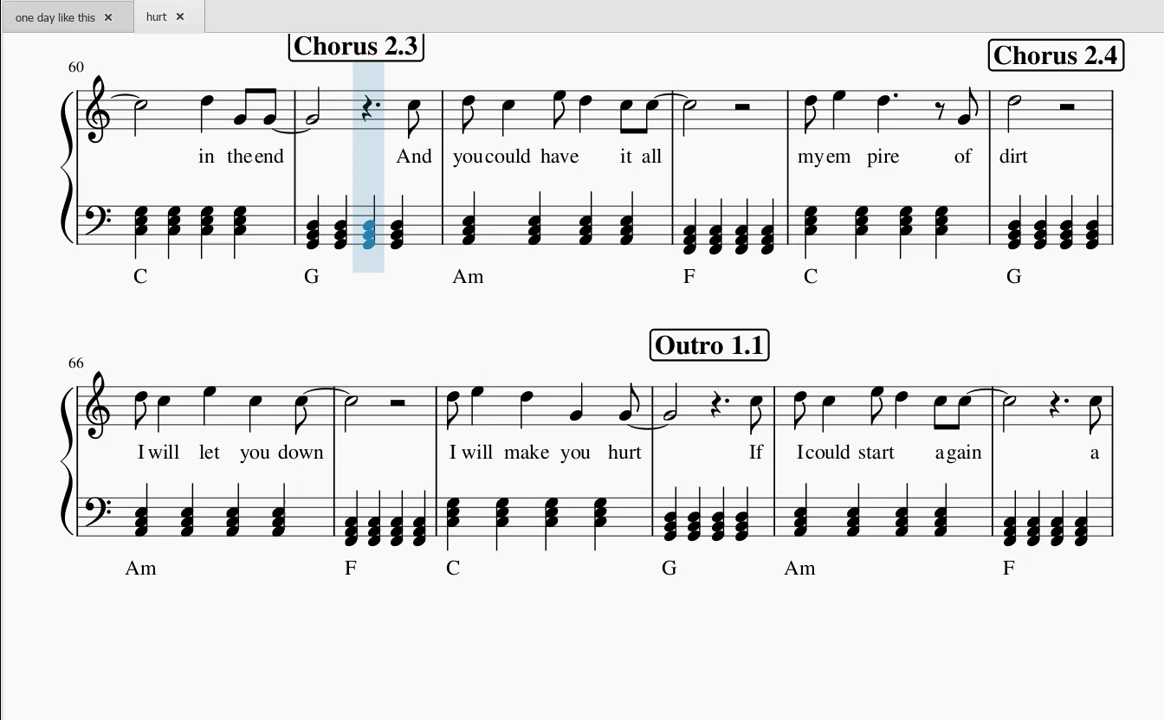 one day like this ×
hurt ×
Chorus 2.3
Chorus 2.4
60
in the end And you could have it all my em pire of dirt
C G Am F C G
Outro 1.1
66
I will let you down I will make you hurt If I could start a gain a
Am F C G Am F